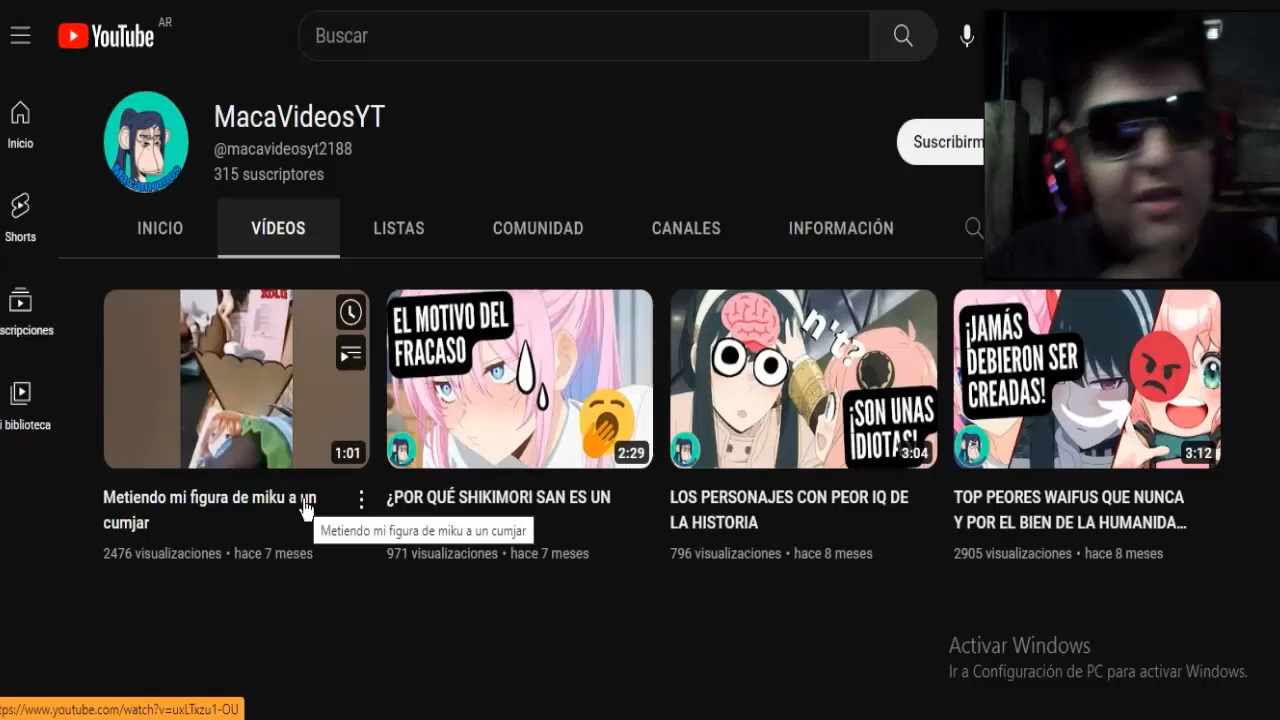 YouTube AR
Buscar
MacaVideosYT
@macavideosyt2188
315 suscriptores
Suscribirm
Inicio
Shorts
scripciones
i biblioteca
INICIO
VÍDEOS
LISTAS
COMUNIDAD
CANALES
INFORMACIÓN
1:01
EL MOTIVO DEL
FRACASO
2:29
n't?
¡SON UNAS
IDIOTAS!
3:04
¡JAMÁS
DEBIERON SER
CREADAS!
3:12
Metiendo mi figura de miku a un
cumjar
2476 visualizaciones • hace 7 meses
Metiendo mi figura de miku a un cumjar
¿POR QUÉ SHIKIMORI SAN ES UN
971 visualizaciones • hace 7 meses
LOS PERSONAJES CON PEOR IQ DE
LA HISTORIA
796 visualizaciones • hace 8 meses
TOP PEORES WAIFUS QUE NUNCA
Y POR EL BIEN DE LA HUMANIDA...
2905 visualizaciones • hace 8 meses
Activar Windows
Ir a Configuración de PC para activar Windows.
tps://www.youtube.com/watch?v=uxLTxzu1-OU